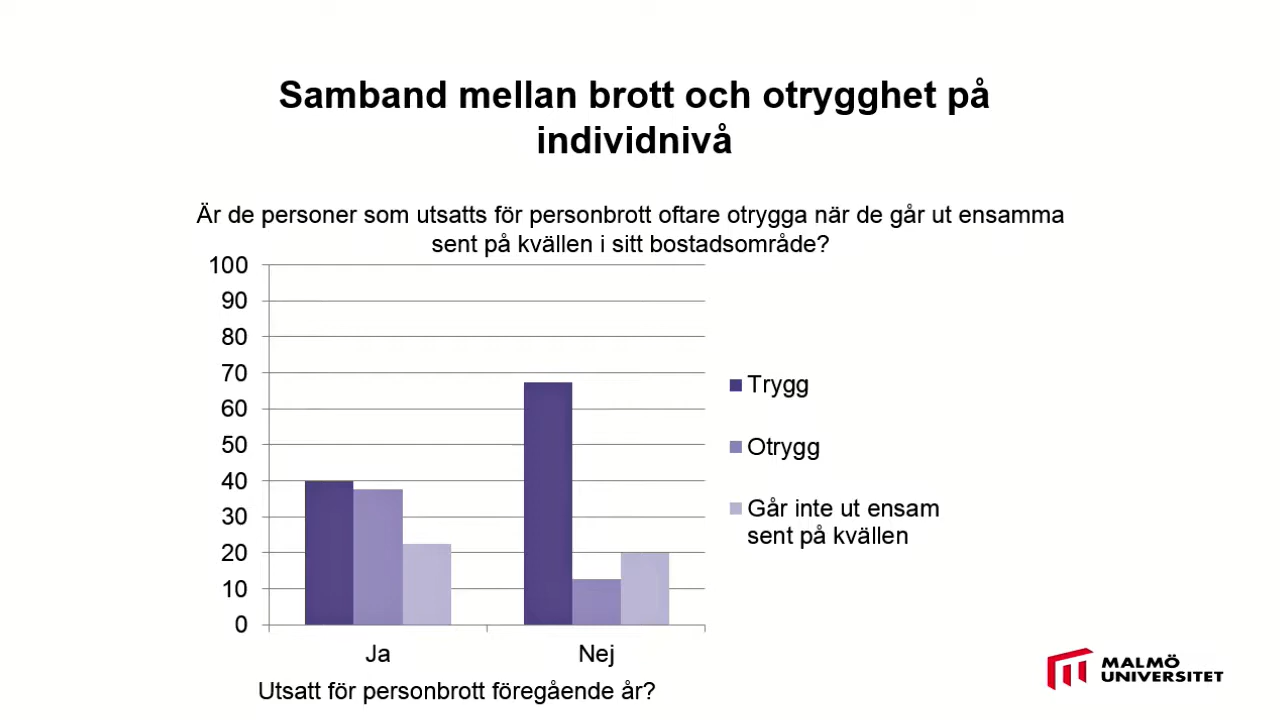 Samband mellan brott och otrygghet på
individnivå
Är de personer som utsatts för personbrott oftare otrygga när de går ut ensamma
sent på kvällen i sitt bostadsområde?
100
90
80
70
60
50
40
30
20
10
0
Ja
Nej
Utsatt för personbrott föregående år?
Trygg
Otrygg
Går inte ut ensam
sent på kvällen
MALMÖ
UNIVERSITET